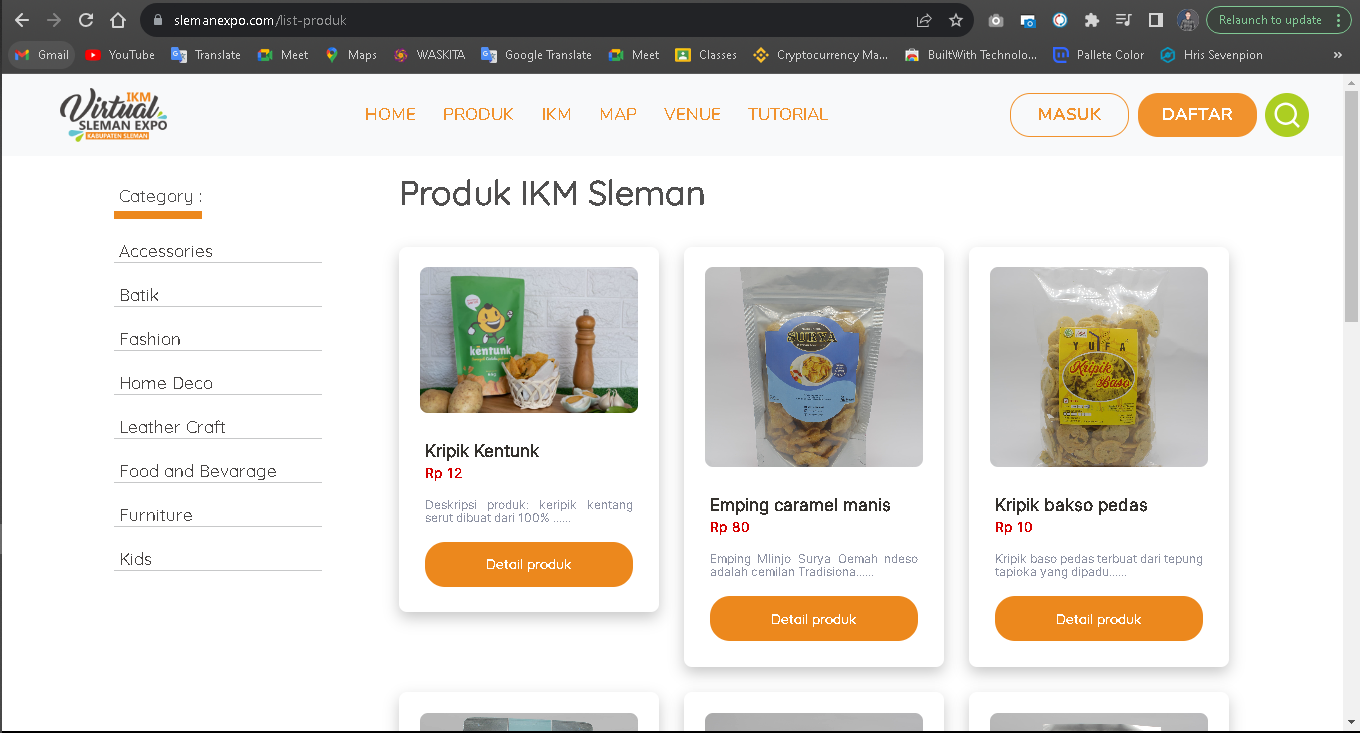 slemanexpo.com/list-produk
Relaunch to update
Gmail YouTube Translate Meet Maps WASKITA Google Translate Meet Classes Cryptocurrency Ma... BuiltWith Technolo... Pallete Color Hris Sevenpion »
IKM
Virtual
SLEMAN EXPO
KABUPATEN SLEMAN
HOME PRODUK IKM MAP VENUE TUTORIAL
MASUK DAFTAR
Category :
Accessories
Batik
Fashion
Home Deco
Leather Craft
Food and Bevarage
Furniture
Kids
Produk IKM Sleman
kentunk
Kripik Kentunk
Rp 12
Deskripsi produk: keripik kentang
serut dibuat dari 100% ......
Detail produk
SURYA
Emping caramel manis
Rp 80
Emping Mlinjo Surya Oemah ndeso
adalah cemilan Tradisiona......
Detail produk
YUFA
Kripik
Baso
Kripik bakso pedas
Rp 10
Kripik baso pedas terbuat dari tepung
tapioka yang dipadu......
Detail produk